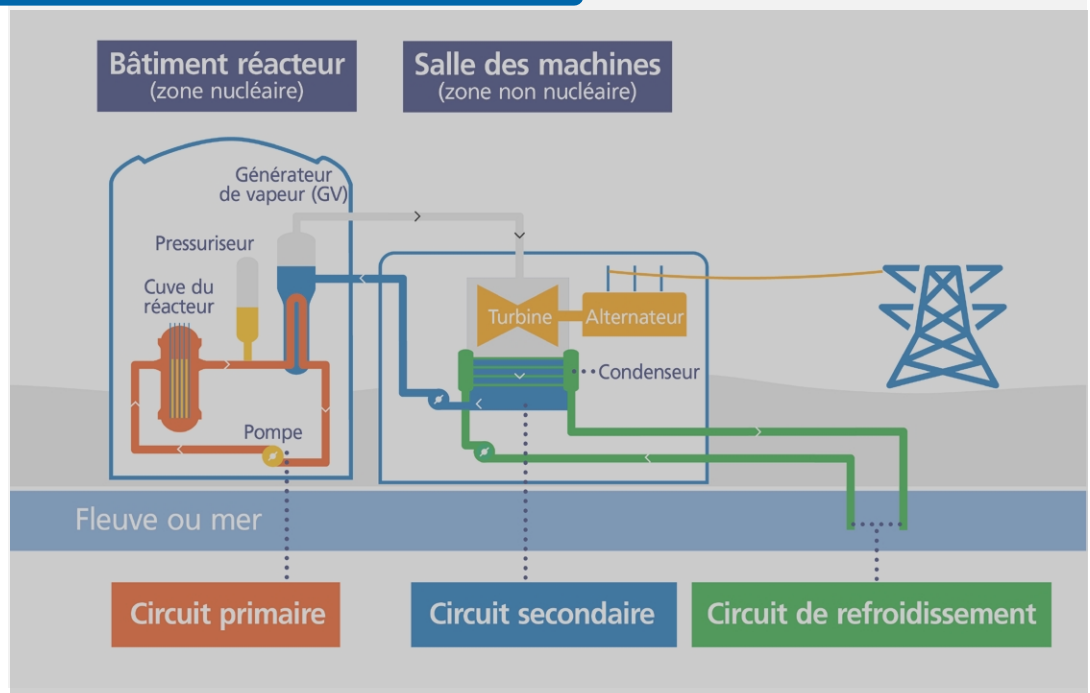 Bâtiment réacteur
(zone nucléaire)
Salle des machines
(zone non nucléaire)
Générateur
de vapeur (GV)
Pressuriseur
Cuve du
réacteur
Turbine
Alternateur
Condenseur
Pompe
Fleuve ou mer
Circuit primaire
Circuit secondaire
Circuit de refroidissement